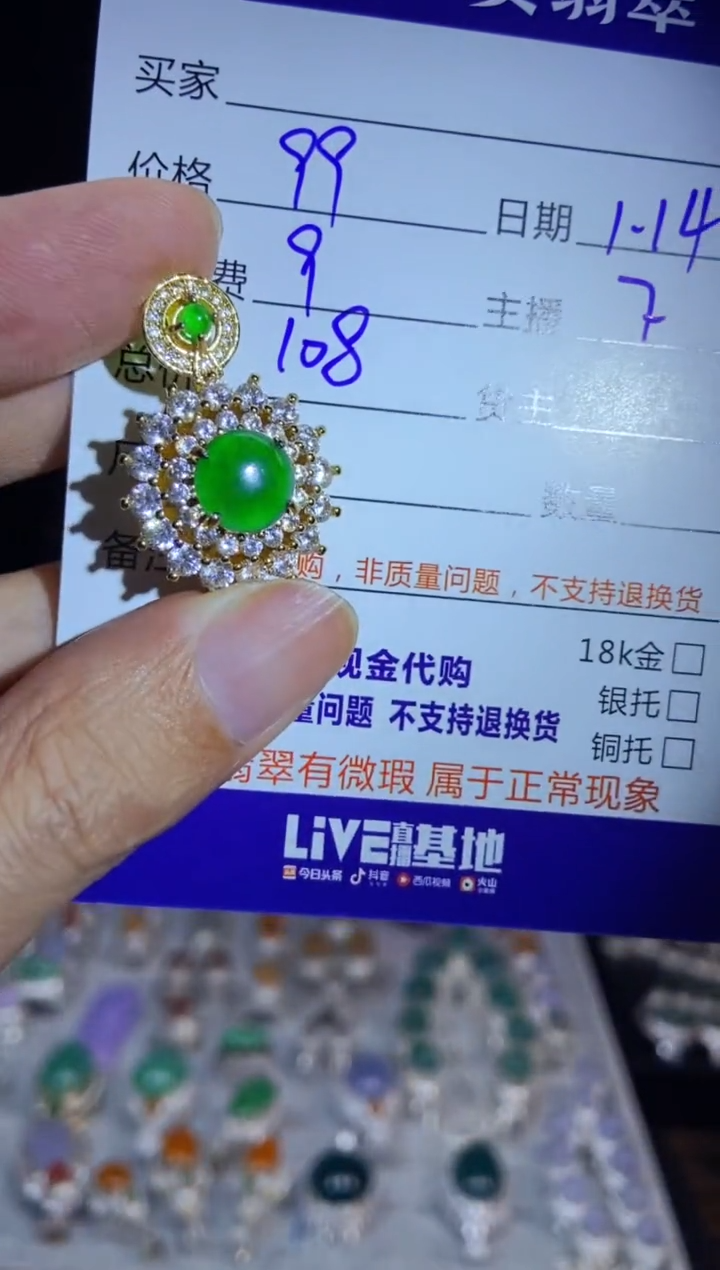 翡翠
买家
价格 99 日期 1-14
费 9 主播 7
总价 108 货主
数量
备注 购，非质量问题，不支持退换货
现金代购 18k金
量问题 不支持退换货 银托
铜托
翡翠有微瑕 属于正常现象
LiVE直播基地
今日头条 抖音 西瓜视频 火山